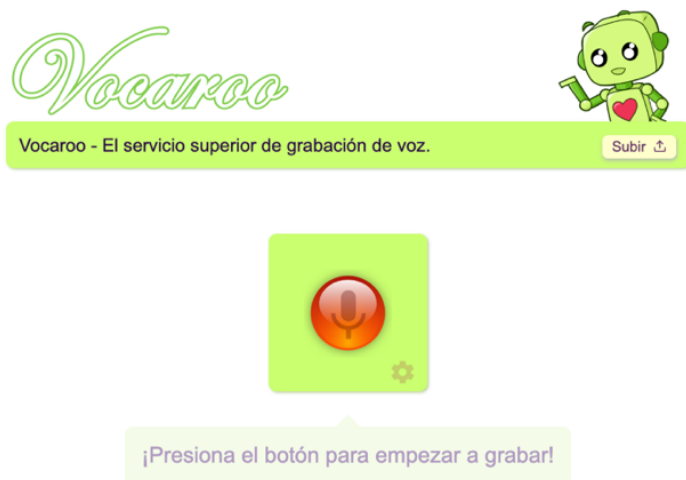 Vocaroo
Vocaroo - El servicio superior de grabación de voz.
Subir
¡Presiona el botón para empezar a grabar!